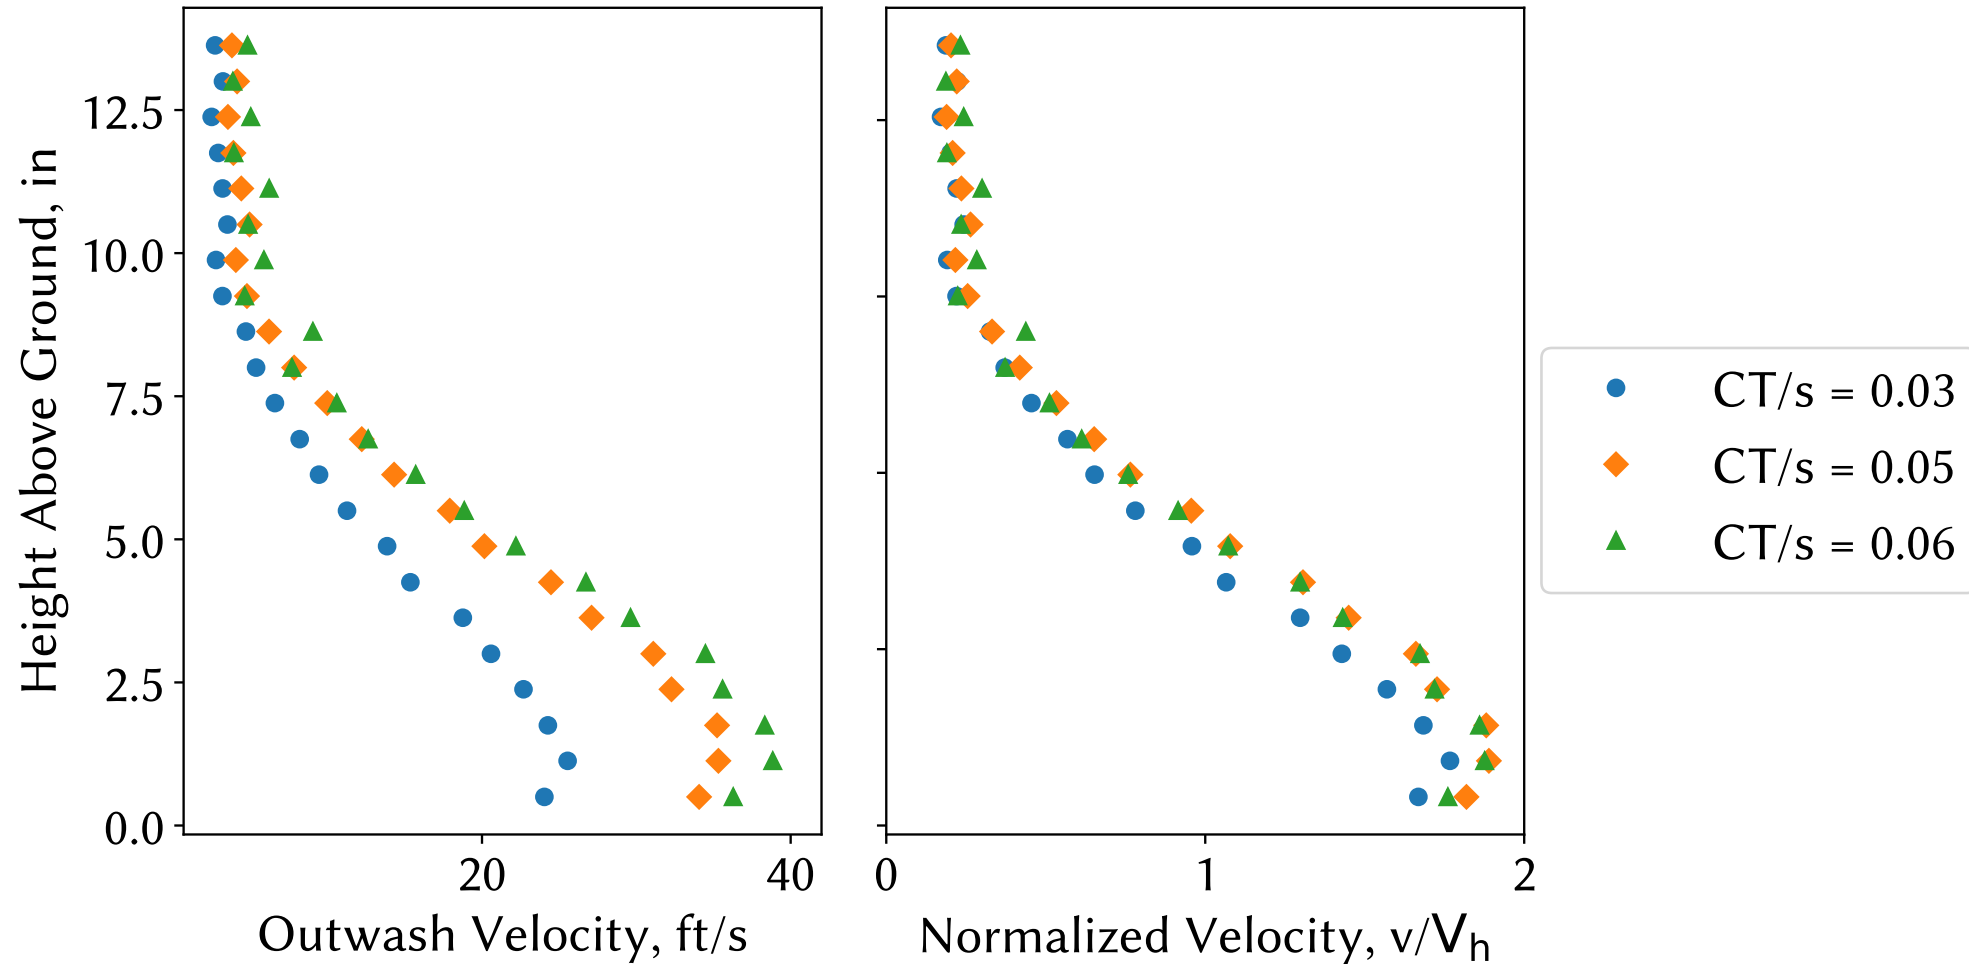 Height Above Ground, in
12.5
10.0
7.5
5.0
2.5
0.0
20 40
Outwash Velocity, ft/s
0 1 2
Normalized Velocity, v/Vh
CT/s = 0.03
CT/s = 0.05
CT/s = 0.06